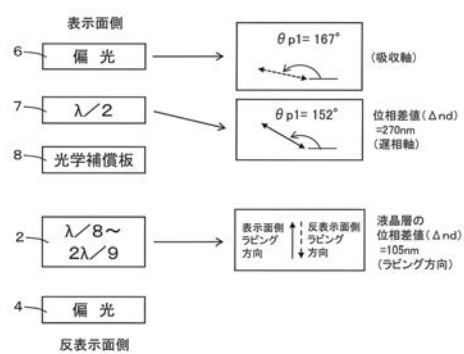 表示面側
6 偏 光
θp1= 167°
(吸収軸)
7 λ/2
θp1= 152°
位相差値(Δnd)
=270nm
(遅相軸)
8 光学補償板
2 λ/8~
2λ/9
表示面側
ラビング
方向
反表示面側
ラビング
方向
液晶層の
位相差値(Δnd)
=105nm
(ラビング方向)
4 偏 光
反表示面側